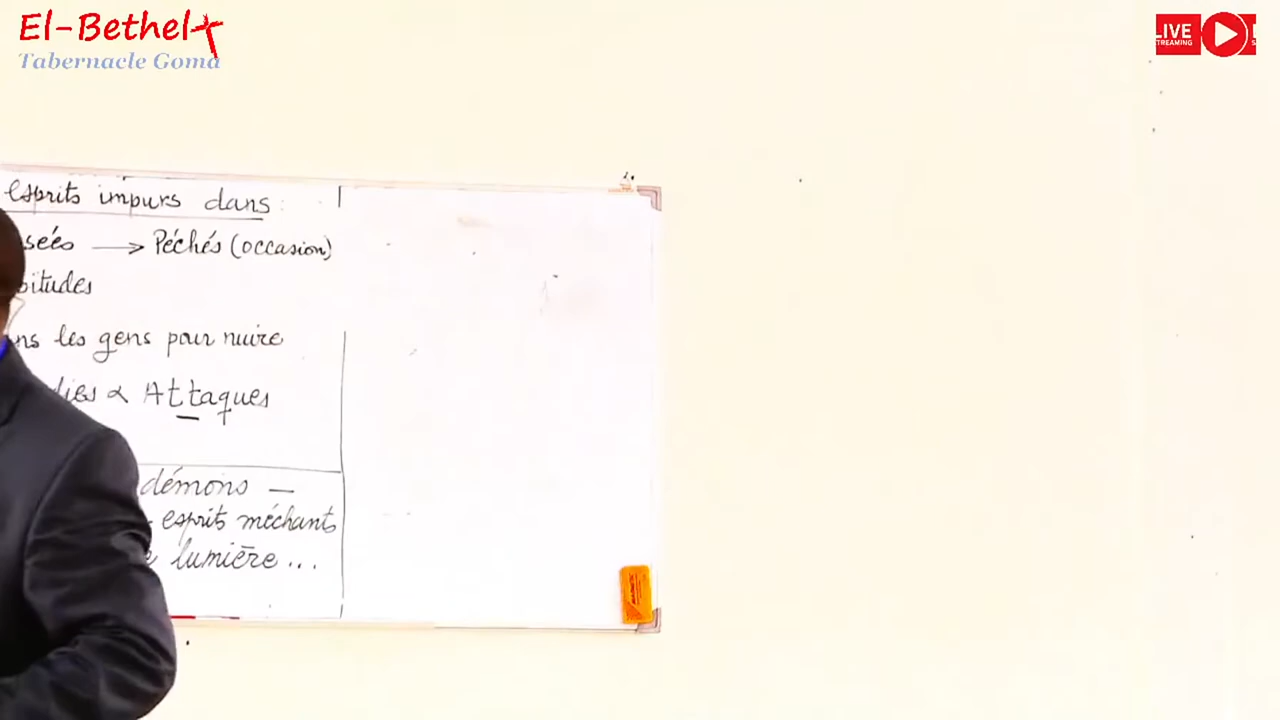 El-Bethel
Tabernacle Goma
LIVE
STREAMING
esprits impurs dans :
sées → Péchés (occasion)
bitudes
ns les gens pour nuire
dies & Attaques
démons —
esprits méchants
lumière...